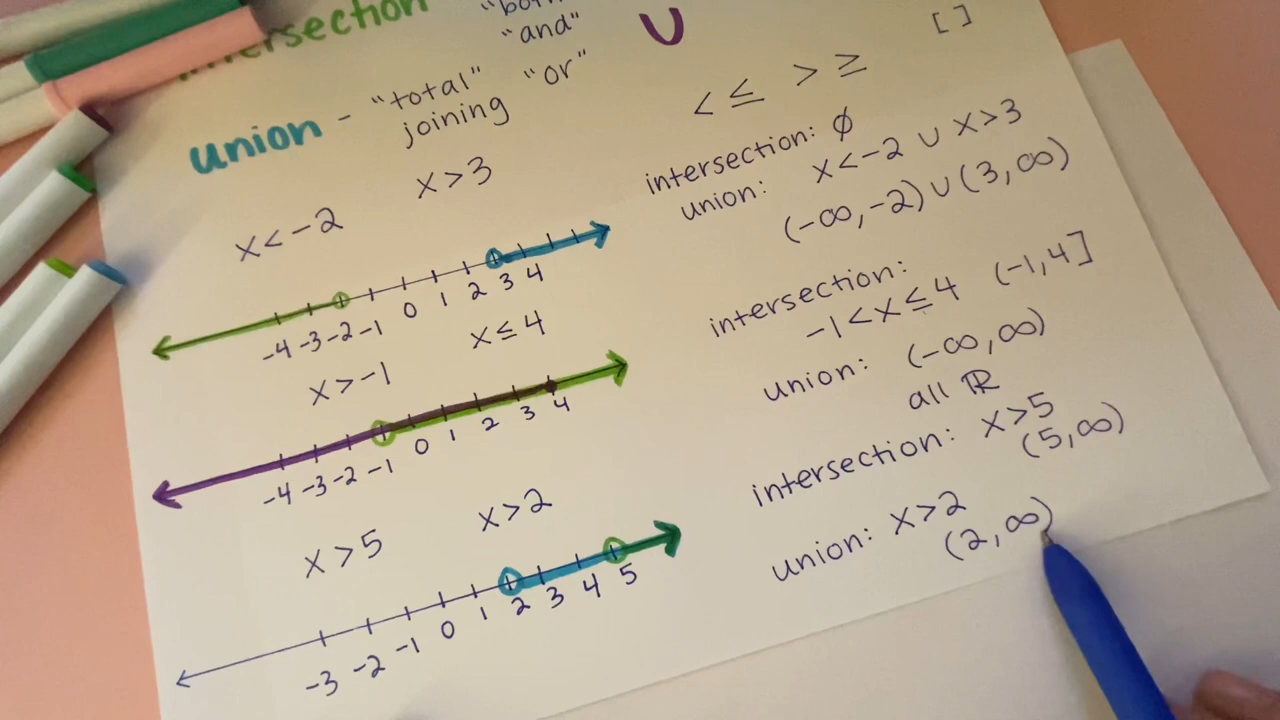 intersection
"both
"and"
∪
[ ]
union - "total" "or"
joining
< ≤ > ≥
x<-2 x>3
-4 -3 -2 -1 0 1 2 3 4
intersection: ∅
union: x<-2 ∪ x>3
(-∞,-2)∪(3,∞)
x>-1 x≤4
-4 -3 -2 -1 0 1 2 3 4
intersection:
-1<x≤4 (-1,4]
union: (-∞,∞)
all ℝ
x>5 x>2
-3 -2 -1 0 1 2 3 4 5
intersection: x>5
(5,∞)
union: x>2
(2,∞)